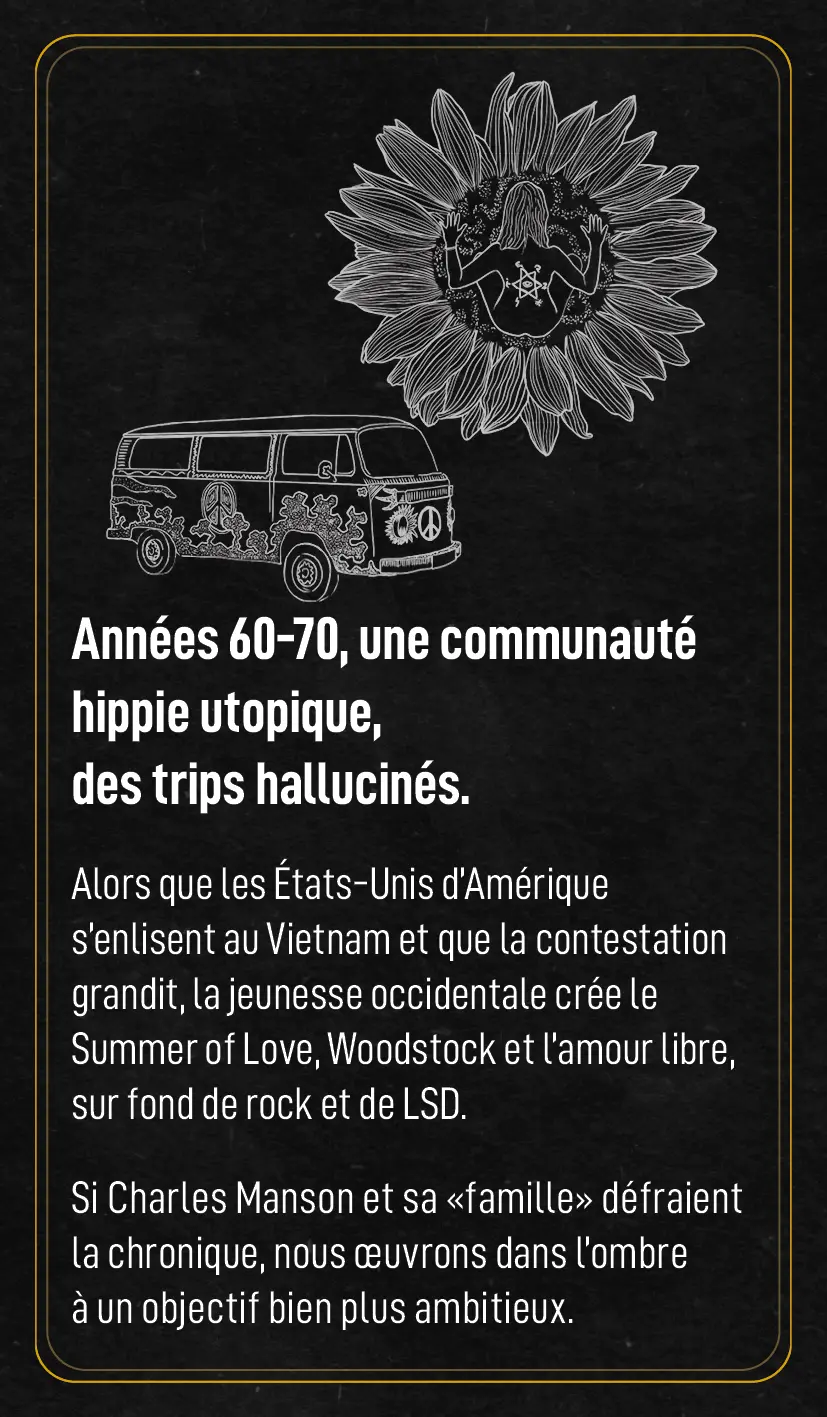 Années 60-70, une communauté
hippie utopique,
des trips hallucinés.
Alors que les États-Unis d'Amérique
s'enlisent au Vietnam et que la contestation
grandit, la jeunesse occidentale crée le
Summer of Love, Woodstock et l'amour libre,
sur fond de rock et de LSD.
Si Charles Manson et sa «famille» défraient
la chronique, nous œuvrons dans l'ombre
à un objectif bien plus ambitieux.